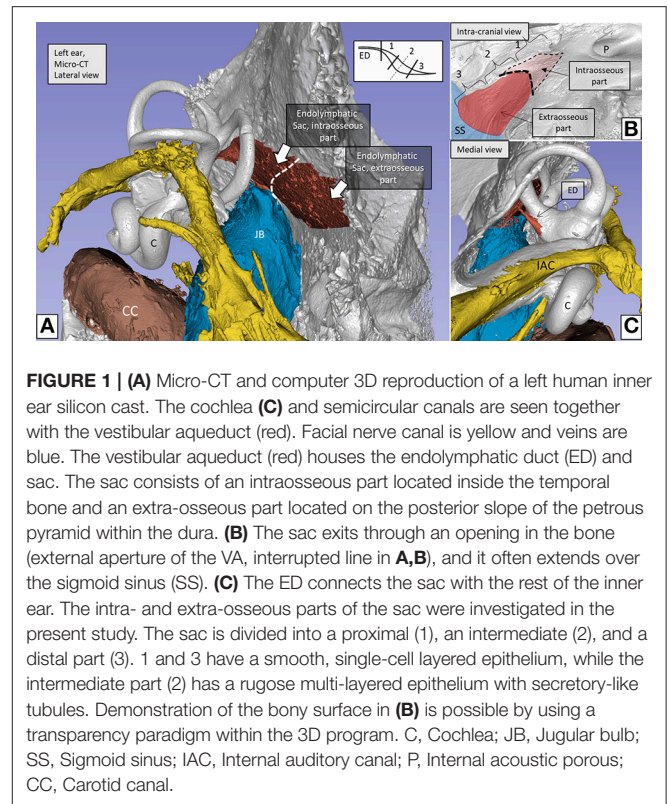 Left ear,
Micro-CT
Lateral view
ED
1
2
3
Endolymphatic
Sac, intraosseous
part
Endolymphatic
Sac, extraosseous
part
C
JB
CC
A
Intra-cranial view
1
2
3
P
Intraosseous
part
Extraosseous
part
SS
B
Medial view
ED
IAC
C
C
FIGURE 1 | (A) Micro-CT and computer 3D reproduction of a left human inner
ear silicon cast. The cochlea (C) and semicircular canals are seen together
with the vestibular aqueduct (red). Facial nerve canal is yellow and veins are
blue. The vestibular aqueduct (red) houses the endolymphatic duct (ED) and
sac. The sac consists of an intraosseous part located inside the temporal
bone and an extra-osseous part located on the posterior slope of the petrous
pyramid within the dura. (B) The sac exits through an opening in the bone
(external aperture of the VA, interrupted line in A,B), and it often extends over
the sigmoid sinus (SS). (C) The ED connects the sac with the rest of the inner
ear. The intra- and extra-osseous parts of the sac were investigated in the
present study. The sac is divided into a proximal (1), an intermediate (2), and a
distal part (3). 1 and 3 have a smooth, single-cell layered epithelium, while the
intermediate part (2) has a rugose multi-layered epithelium with secretory-like
tubules. Demonstration of the bony surface in (B) is possible by using a
transparency paradigm within the 3D program. C, Cochlea; JB, Jugular bulb;
SS, Sigmoid sinus; IAC, Internal auditory canal; P, Internal acoustic porous;
CC, Carotid canal.